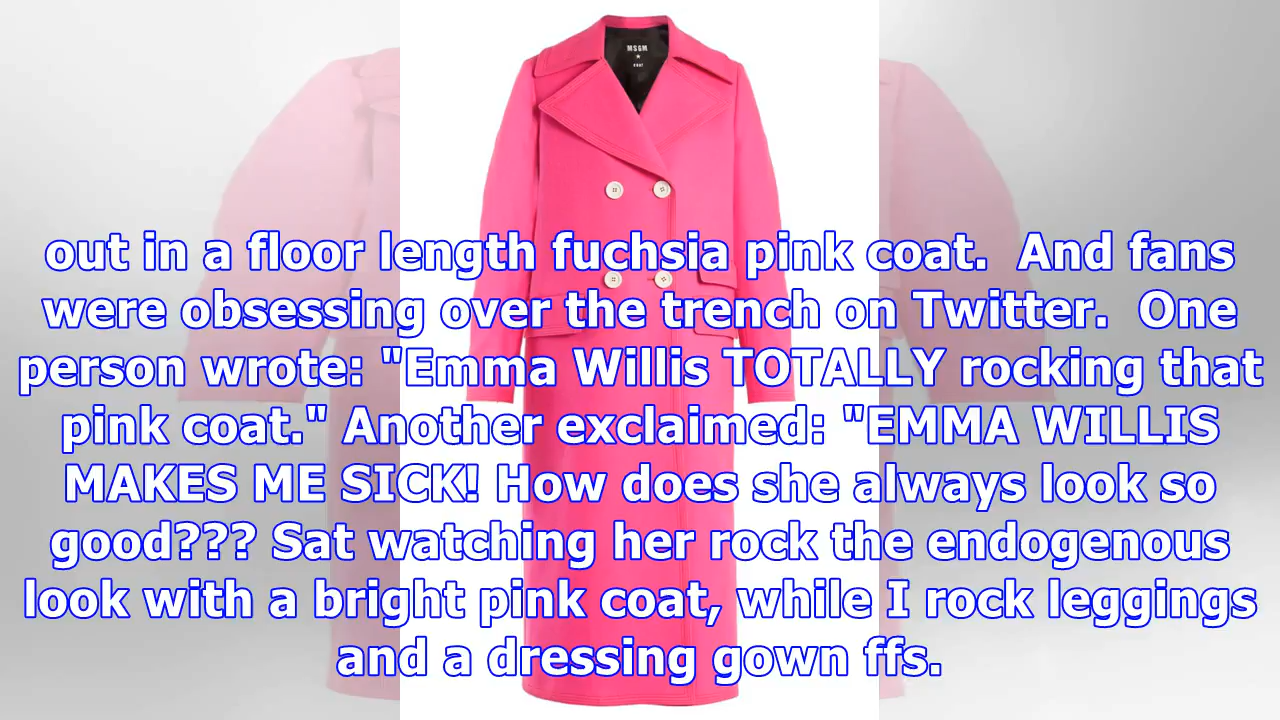 MSGM
out in a floor length fuchsia pink coat.  And fans
were obsessing over the trench on Twitter.  One
person wrote: "Emma Willis TOTALLY rocking that
pink coat." Another exclaimed: "EMMA WILLIS
MAKES ME SICK! How does she always look so
good??? Sat watching her rock the endogenous
look with a bright pink coat, while I rock leggings
and a dressing gown ffs.